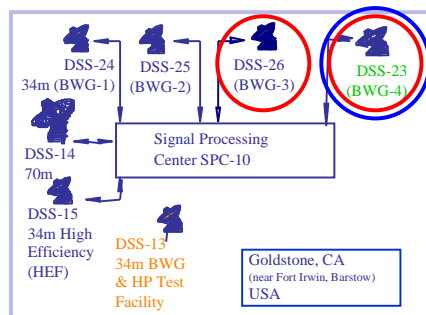 DSS-24
34m (BWG-1)
DSS-25
(BWG-2)
DSS-26
(BWG-3)
DSS-23
(BWG-4)
Signal Processing
Center SPC-10
DSS-14
70m
DSS-15
34m High
Efficiency
(HEF)
DSS-13
34m BWG
& HP Test
Facility
Goldstone, CA
(near Fort Irwin, Barstow)
USA